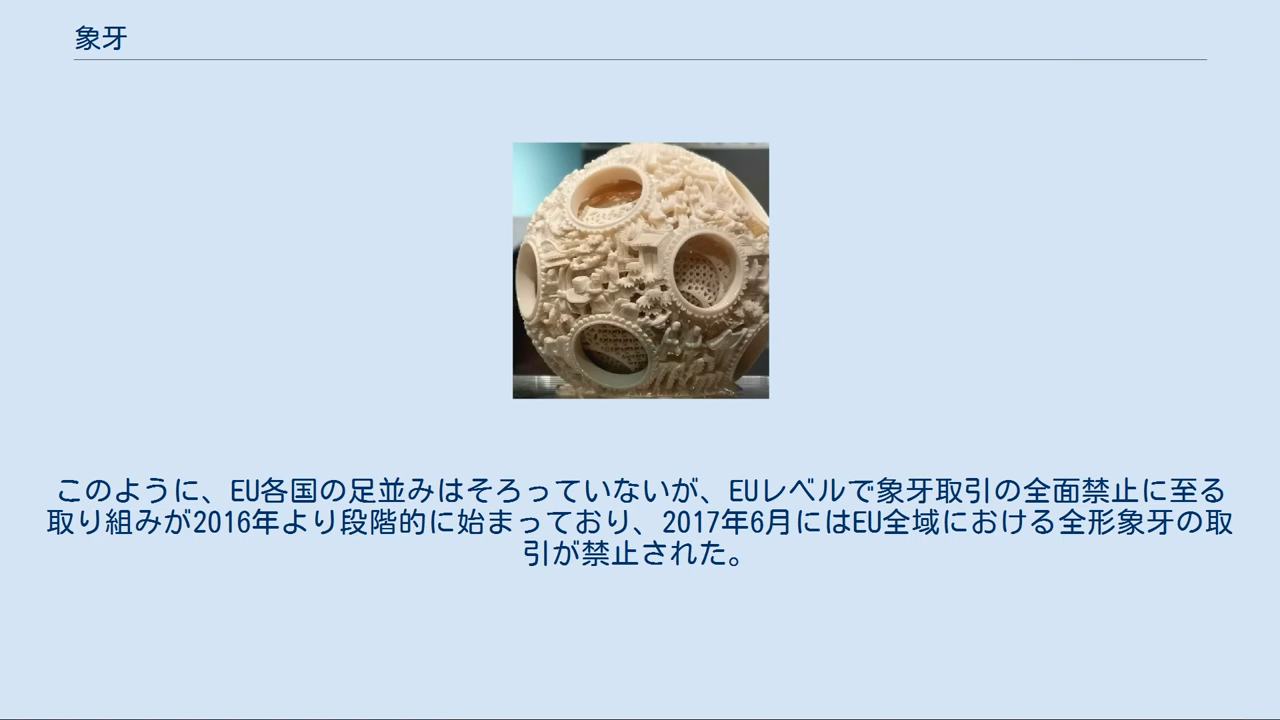 象牙
このように、EU各国の足並みはそろっていないが、EUレベルで象牙取引の全面禁止に至る
取り組みが2016年より段階的に始まっており、2017年6月にはEU全域における全形象牙の取
引が禁止された。